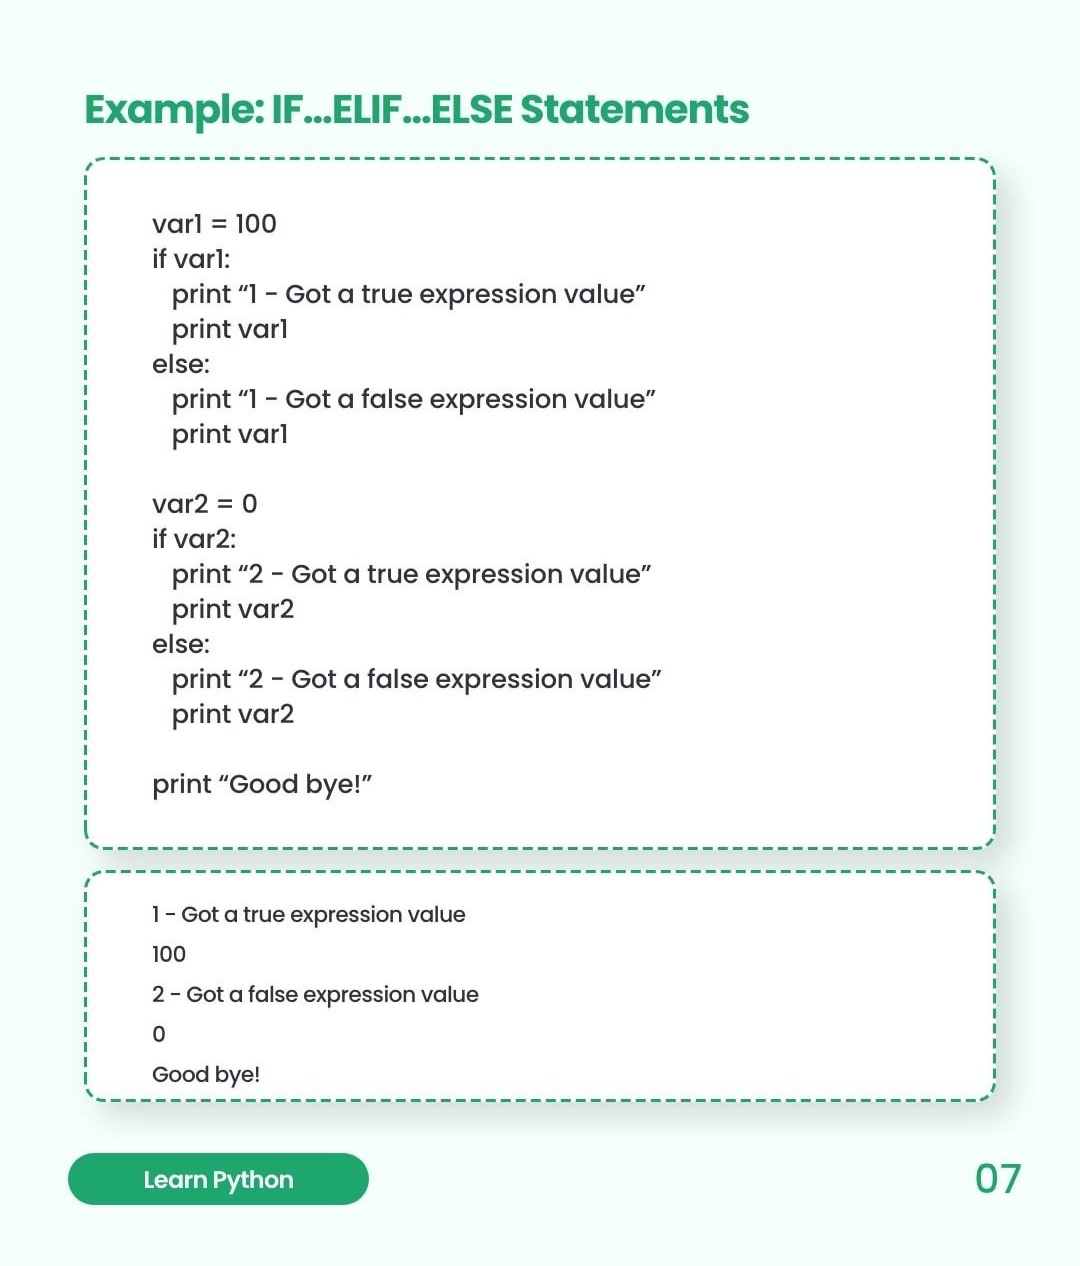 Example: IF...ELIF...ELSE Statements
var1 = 100
if var1:
print “1 - Got a true expression value”
print var1
else:
print “1 - Got a false expression value”
print var1
var2 = 0
if var2:
print “2 - Got a true expression value”
print var2
else:
print “2 - Got a false expression value”
print var2
print “Good bye!”
1 - Got a true expression value
100
2 - Got a false expression value
0
Good bye!
Learn Python
07